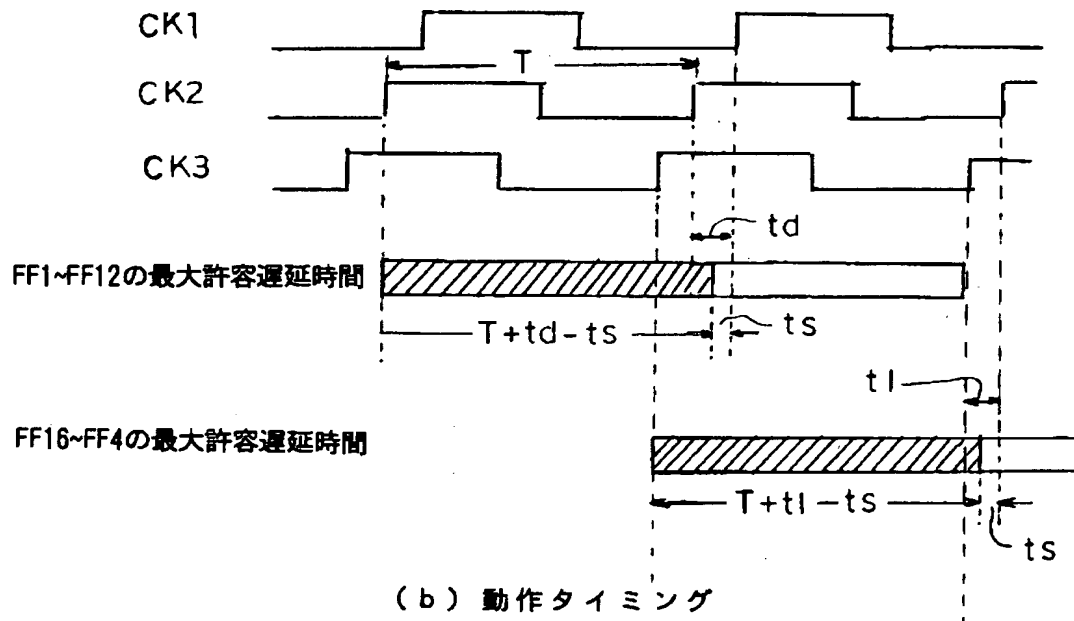 CK1
T
CK2
CK3
td
FF1~FF12の最大許容遅延時間
T+td-ts
ts
tl
FF16~FF4の最大許容遅延時間
T+tl-ts
ts
(b) 動作タイミング